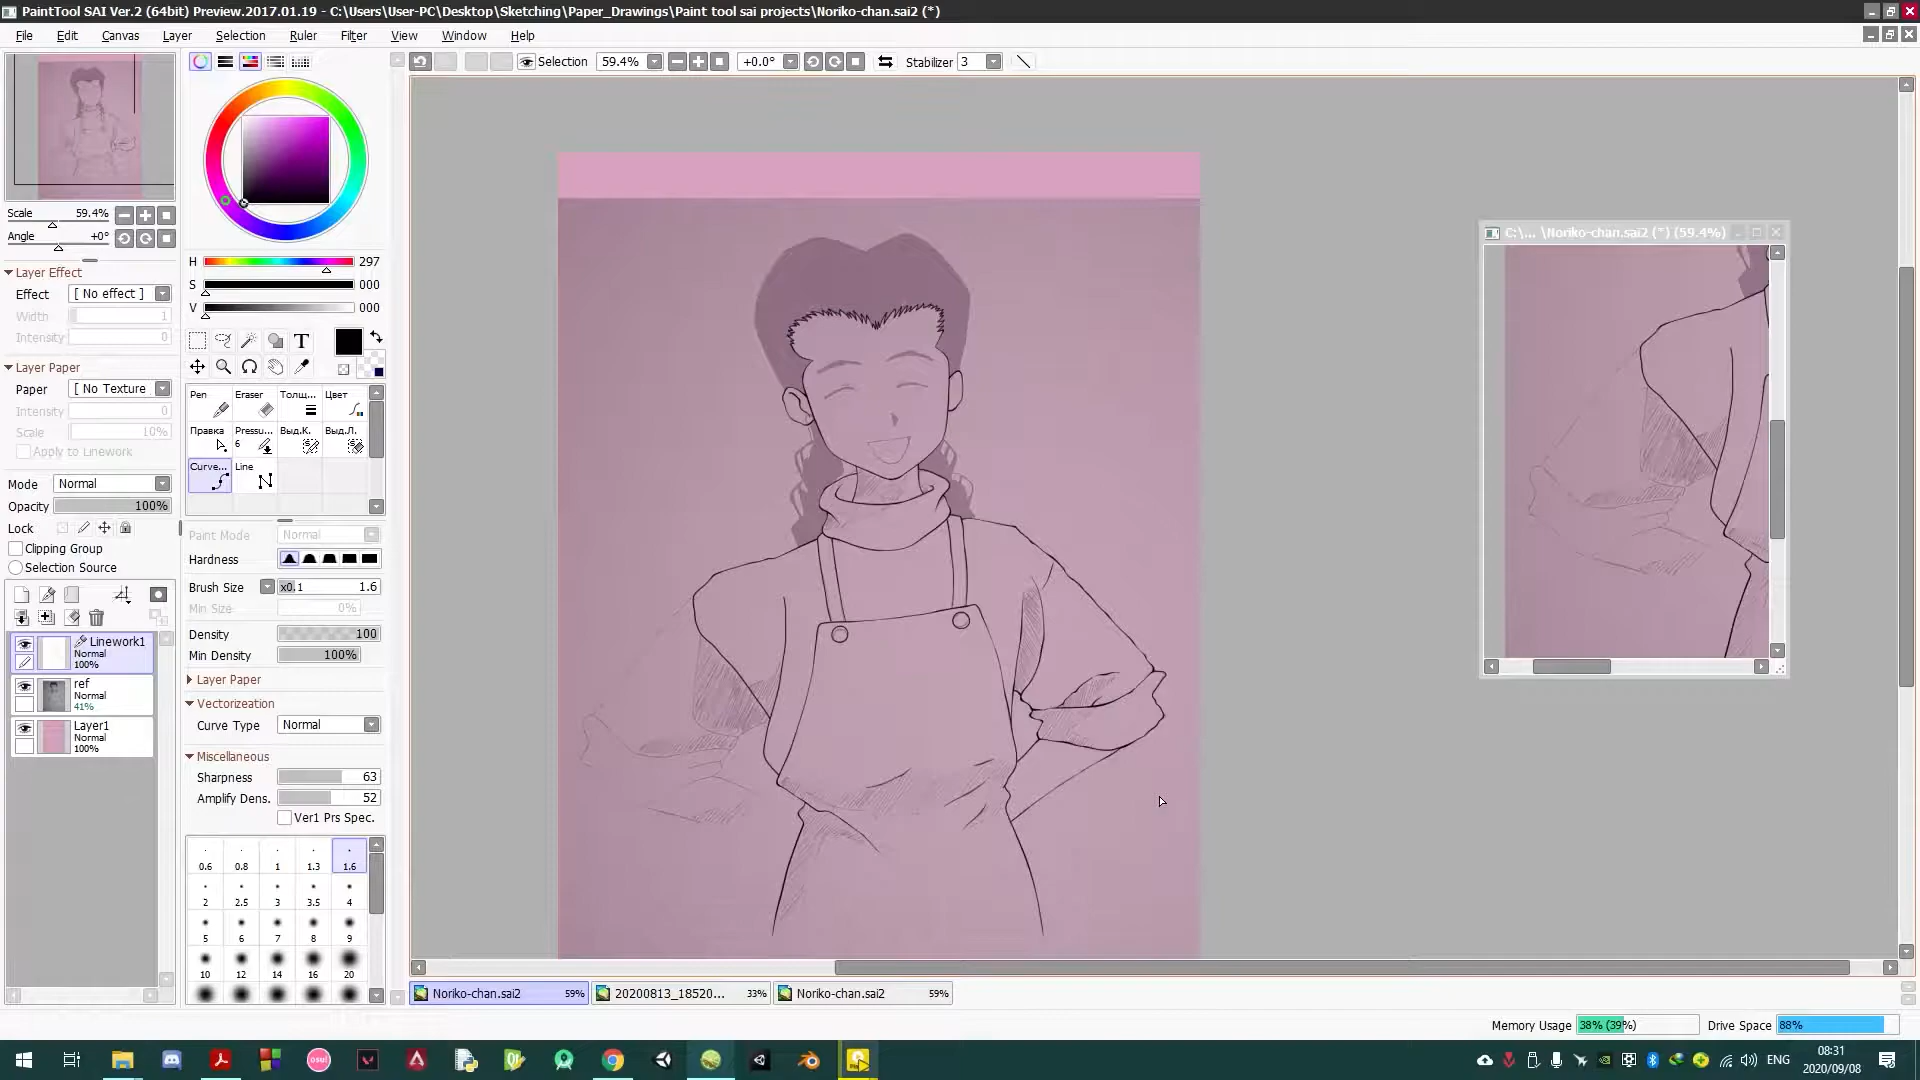 PaintTool SAI Ver.2 (64bit) Preview.2017.01.19 - C:\Users\User-PC\Desktop\Sketching\Paper_Drawings\Paint tool sai projects\Noriko-chan.sai2 (*)
File Edit Canvas Layer Selection Ruler Filter View Window Help
Selection 59.4% +0.0° Stabilizer 3
Scale 59.4%
Angle +0°
Layer Effect
Effect [ No effect ]
Width 1
Intensity 0
Layer Paper
Paper [ No Texture
Intensity 0
Scale 10%
Apply to Linework
Mode Normal
Opacity 100%
Lock
Clipping Group
Selection Source
Linework1
Normal
100%
ref
Normal
41%
Layer1
Normal
100%
H 297
S 000
V 000
T
Pen Eraser Толщ... Цвет
Правка Pressu... Выд.К. Выд.Л.
6
Curve... Line
Paint Mode Normal
Hardness
Brush Size x0.1 1.6
Min Size 0%
Density 100
Min Density 100%
Layer Paper
Vectorizeation
Curve Type Normal
Miscellaneous
Sharpness 63
Amplify Dens. 52
Ver1 Prs Spec.
0.6 0.8 1 1.3 1.6
2 2.5 3 3.5 4
5 6 7 8 9
10 12 14 16 20
C:\... \Noriko-chan.sai2 (*) (59.4%)
Noriko-chan.sai2 59% 20200813_18520... 33% Noriko-chan.sai2 59%
Memory Usage 38% (39%) Drive Space 88%
osu!
ENG
08:31
2020/09/08